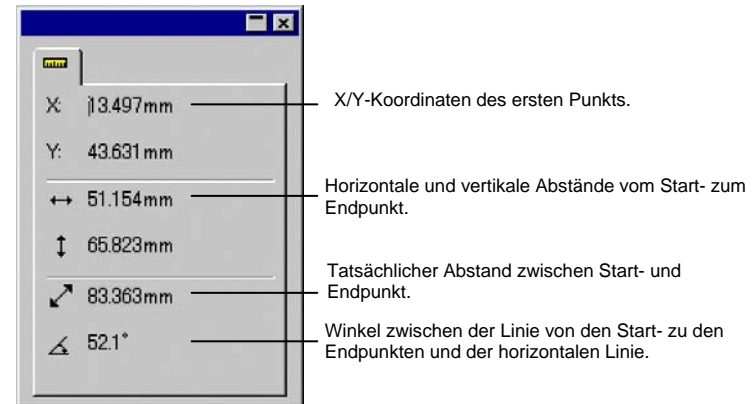 X: 13.497mm
X/Y-Koordinaten des ersten Punkts.
Y: 43.631 mm
51.154mm
Horizontale und vertikale Abstände vom Start- zum
Endpunkt.
65.823mm
Tatsächlicher Abstand zwischen Start- und
Endpunkt.
83.363mm
52.1°
Winkel zwischen der Linie von den Start- zu den
Endpunkten und der horizontalen Linie.